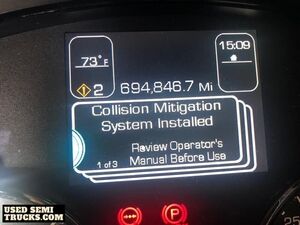 73°F
15:09
2
694,846.7 Mi
Collision Mitigation
System Installed
Review Operator's
1 of 3
Manual Before Use
P
USED SEMI
TRUCKS.COM